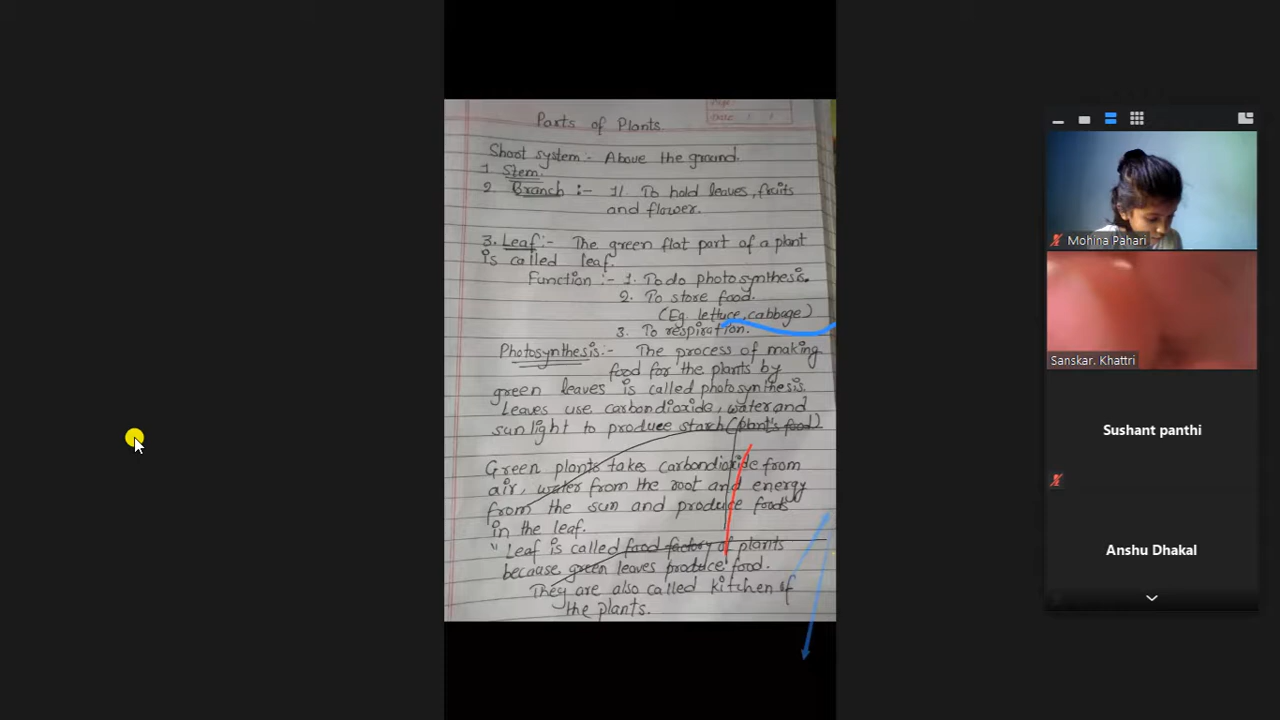 Page:
Date: / /
Parts of Plants
Shoot system:- Above the ground.
1 Stem.
2. Branch :- 1/. To hold leaves, fruits
and flower.
3. Leaf:- The green flat part of a plant
is called leaf.
Function :- 1. To do photosynthesis.
2. To store food.
(Eg. lettuce, cabbage)
3. To respiration.
Photosynthesis:- The process of making
food for the plants by
green leaves is called photosynthesis.
Leaves use carbondioxide, water and
sunlight to produce starch (plant's food)
Green plants takes carbondioxide from
air, water from the root and energy
from the sun and produce foods
in the leaf.
" Leaf is called food factory of plants
because green leaves produce food.
They are also called kitchen of
the plants.
Mohina Pahari
Sanskar. Khattri
Sushant panthi
Anshu Dhakal